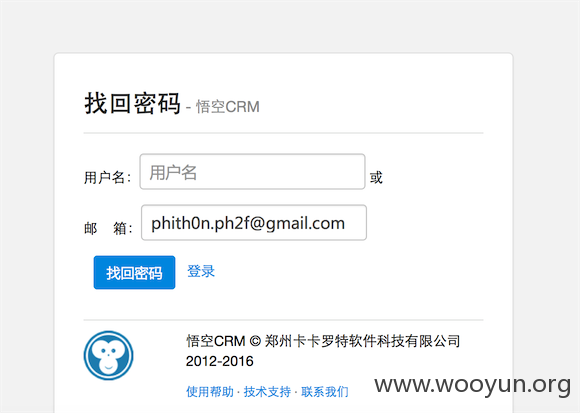 找回密码 - 悟空CRM
用户名： 用户名 或
邮 箱： phith0n.ph2f@gmail.com
找回密码 登录
悟空CRM © 郑州卡卡罗特软件科技有限公司
2012-2016
使用帮助 · 技术支持 · 联系我们
www.wooyun.org